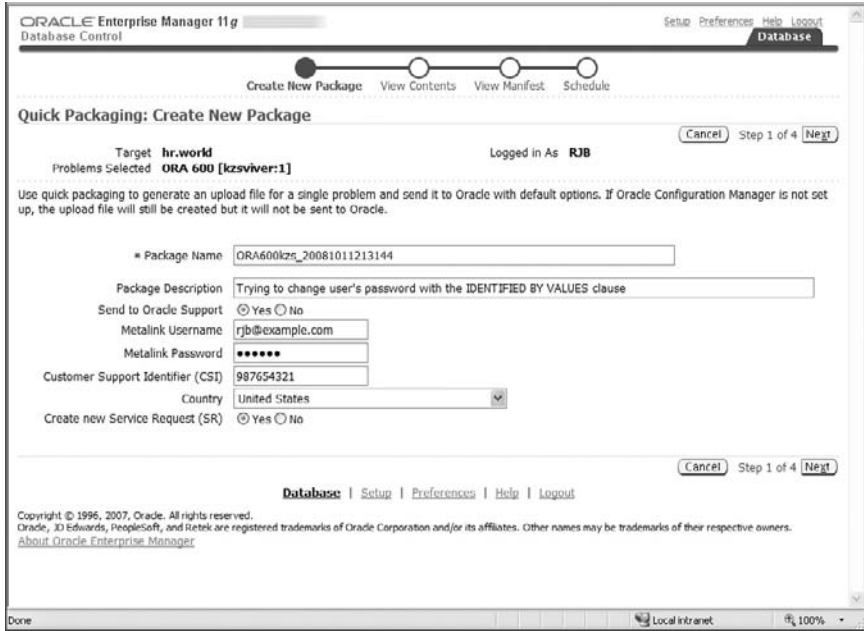 ORACLE Enterprise Manager 11g
Database Control
Setup Preferences Help Logout
Database
Create New Package View Contents View Manifest Schedule
Quick Packaging: Create New Package
Cancel Step 1 of 4 Next
Target hr.world Logged in As RJB
Problems Selected ORA 600 [kzsviver:1]
Use quick packaging to generate an upload file for a single problem and send it to Oracle with default options. If Oracle Configuration Manager is not set
up, the upload file will still be created but it will not be sent to Oracle.
* Package Name ORA600kzs_20081011213144
Package Description Trying to change user's password with the IDENTIFIED BY VALUES clause
Send to Oracle Support Yes No
Metalink Username rjb@example.com
Metalink Password ••••••
Customer Support Identifier (CSI) 987654321
Country United States
Create new Service Request (SR) Yes No
Cancel Step 1 of 4 Next
Database | Setup | Preferences | Help | Logout
Copyright © 1996, 2007, Oracle. All rights reserved.
Oracle, JD Edwards, PeopleSoft, and Retek are registered trademarks of Oracle Corporation and/or its affiliates. Other names may be trademarks of their respective owners.
About Oracle Enterprise Manager
Done Local intranet 100%